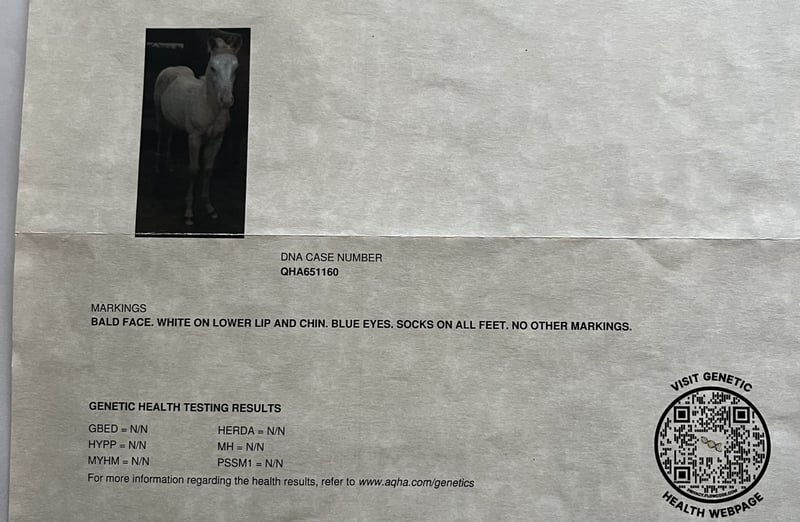 DNA CASE NUMBER
QHA651160
MARKINGS
BALD FACE. WHITE ON LOWER LIP AND CHIN. BLUE EYES. SOCKS ON ALL FEET. NO OTHER MARKINGS.
GENETIC HEALTH TESTING RESULTS
GBED = N/N HERDA = N/N
HYPP = N/N MH = N/N
MYHM = N/N PSSM1 = N/N
For more information regarding the health results, refer to www.aqha.com/genetics
VISIT GENETIC
HEALTH WEBPAGE